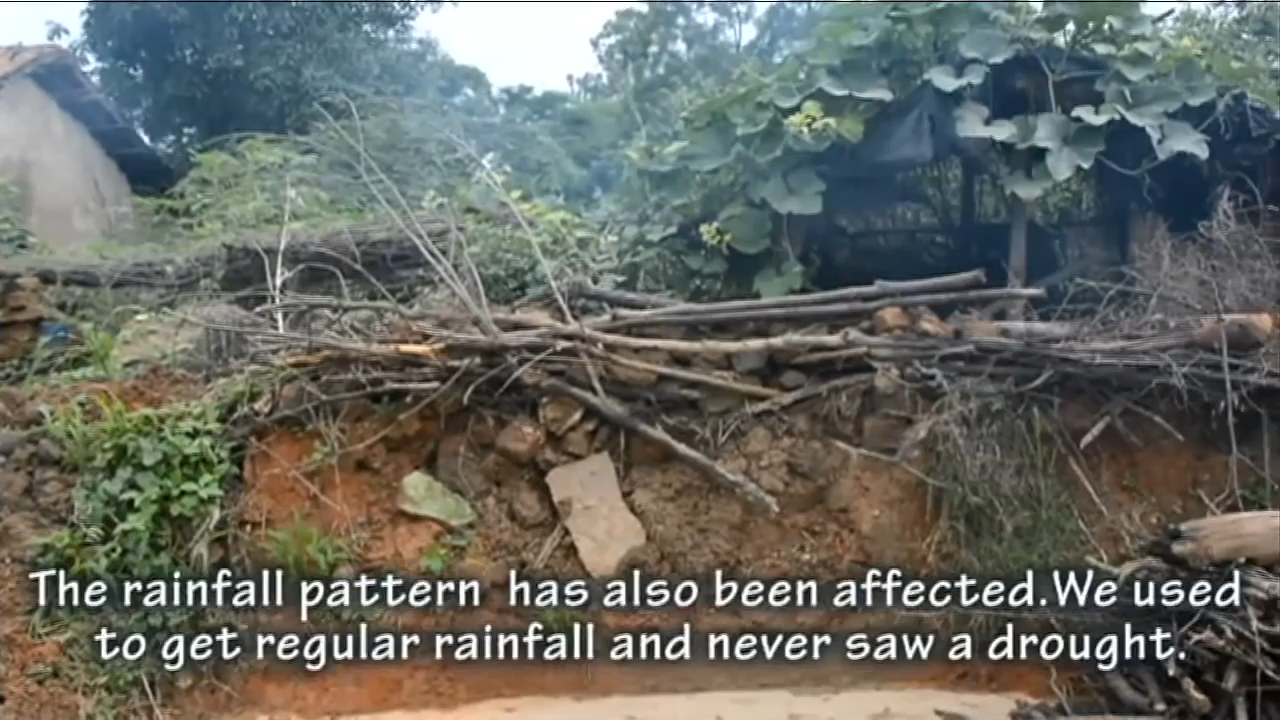 The rainfall pattern  has also been affected.We used
to get regular rainfall and never saw a drought.